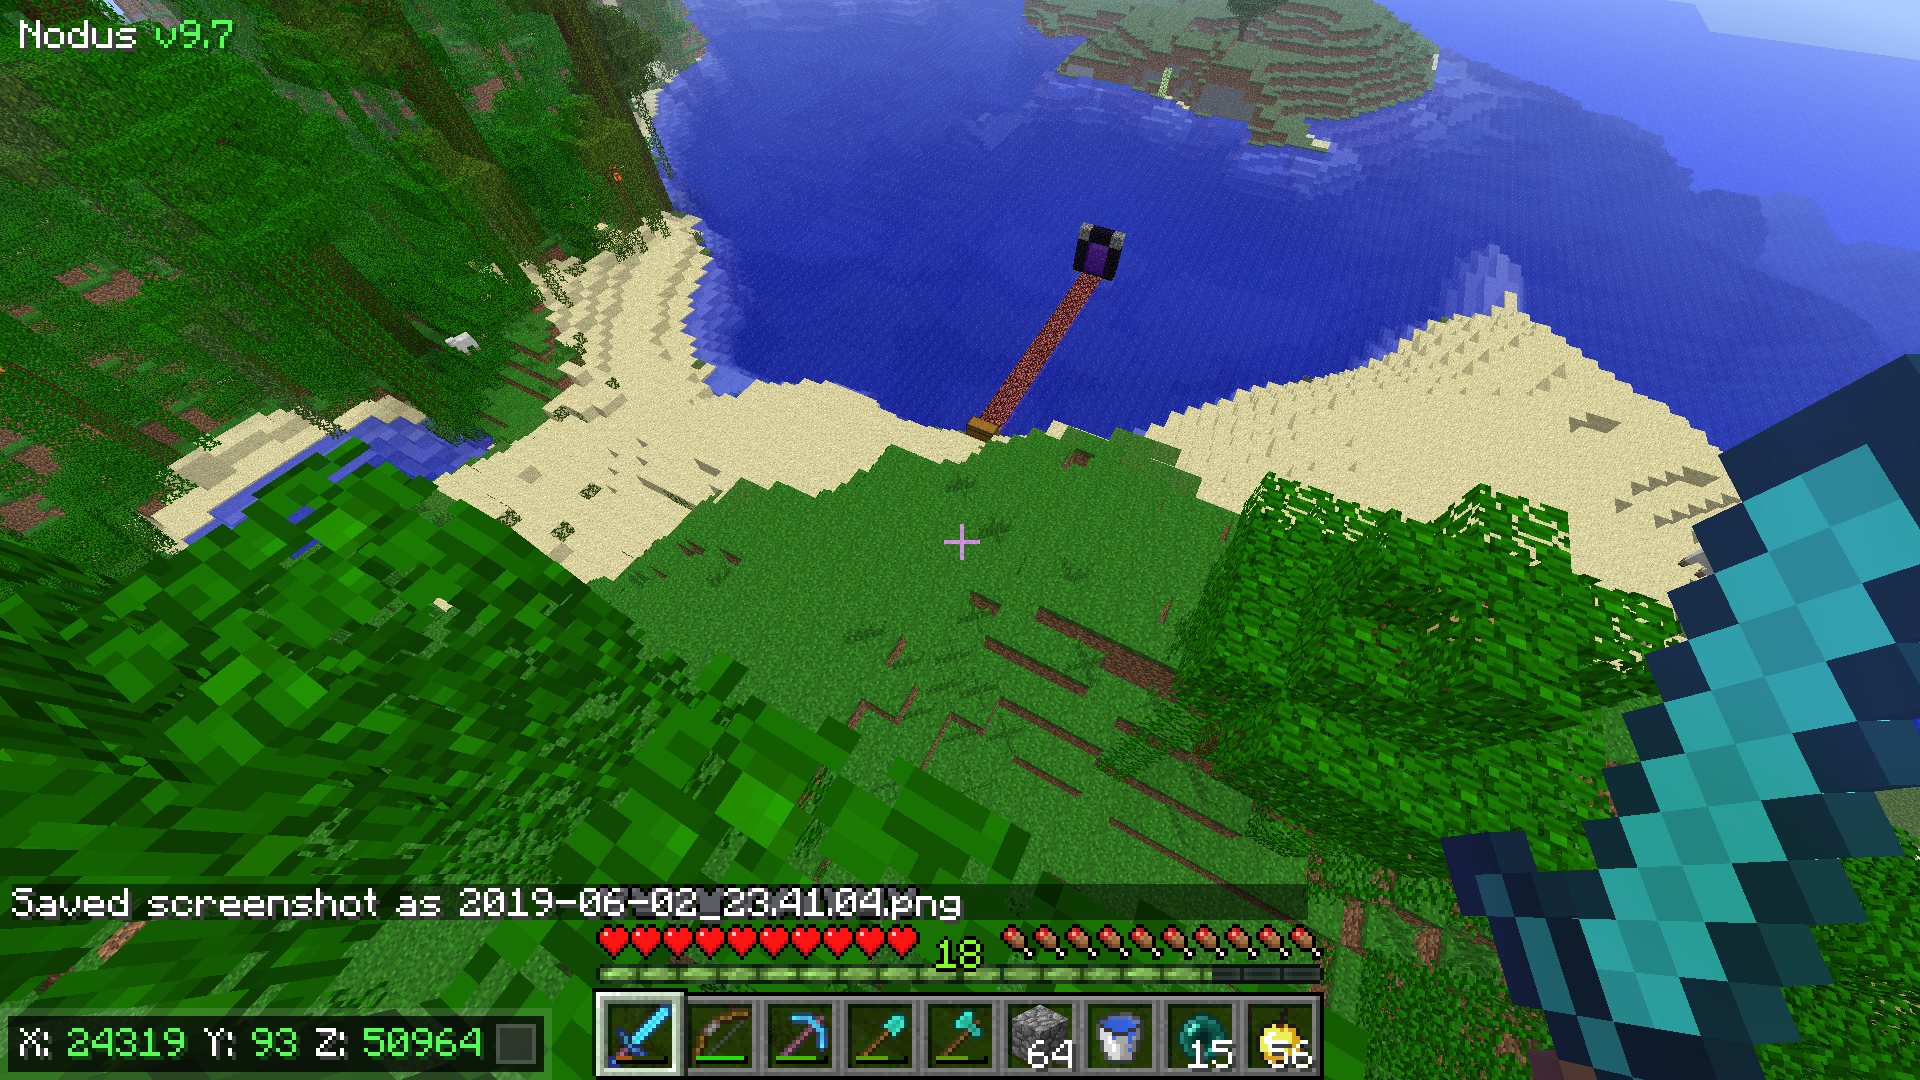 Nodus v9.7
Saved screenshot as 2019-06-02_23.41.04.png
18
X: 24319 Y: 93 Z: 50964
64
15
56